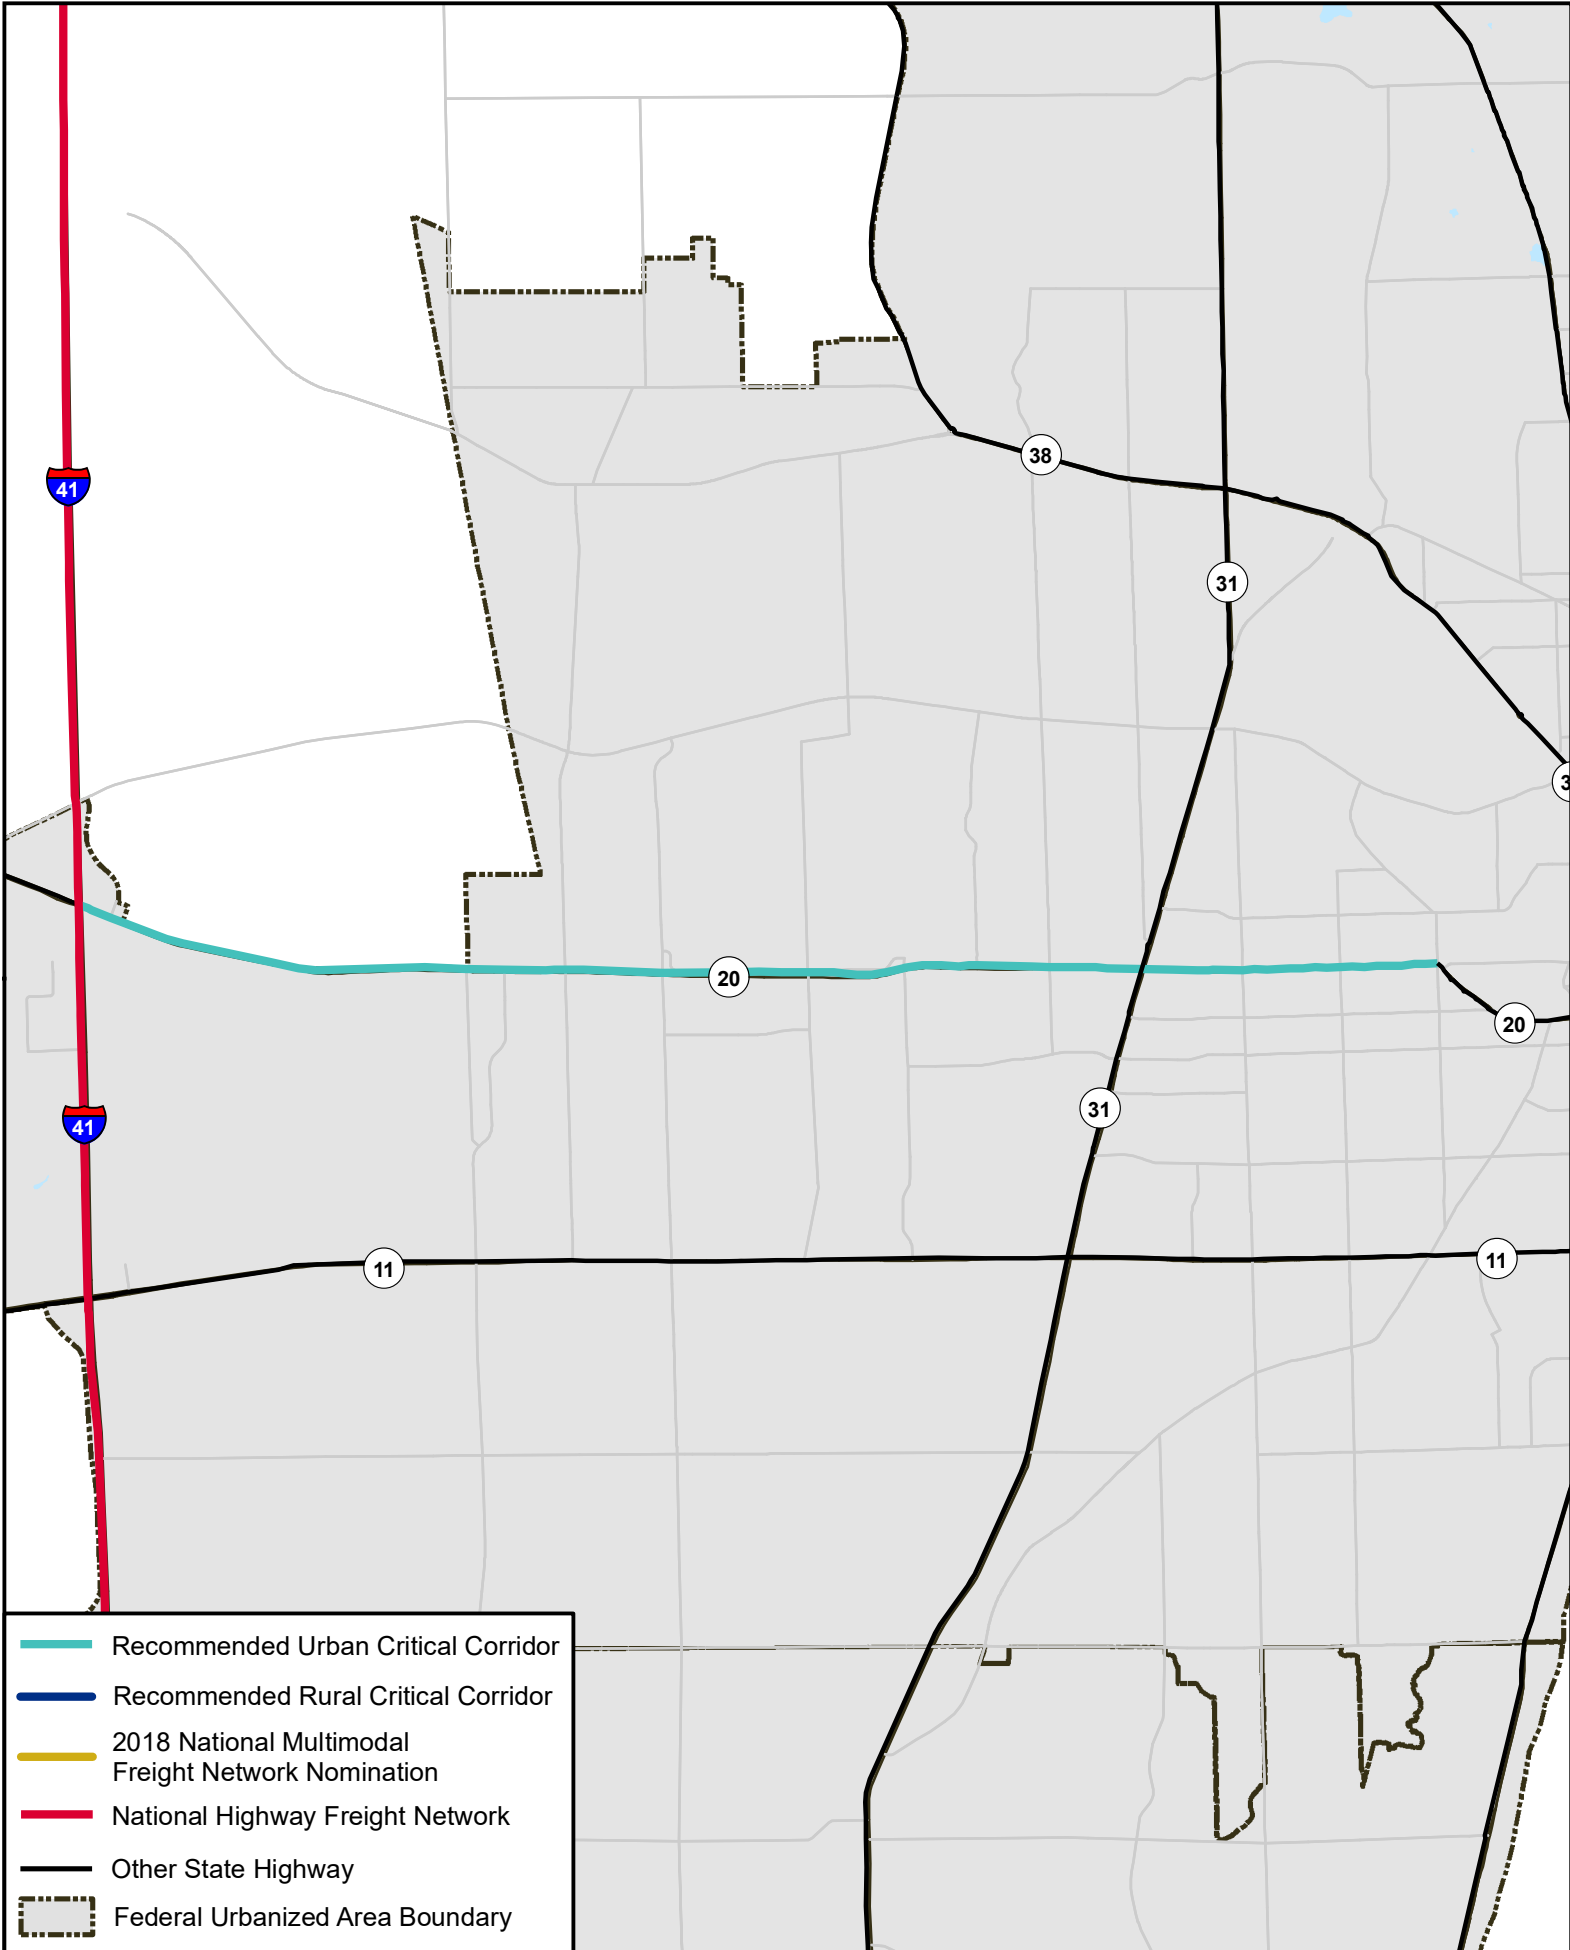 38
41
31
3
20
20
41
31
11
11
Recommended Urban Critical Corridor
Recommended Rural Critical Corridor
2018 National Multimodal
Freight Network Nomination
National Highway Freight Network
Other State Highway
Federal Urbanized Area Boundary